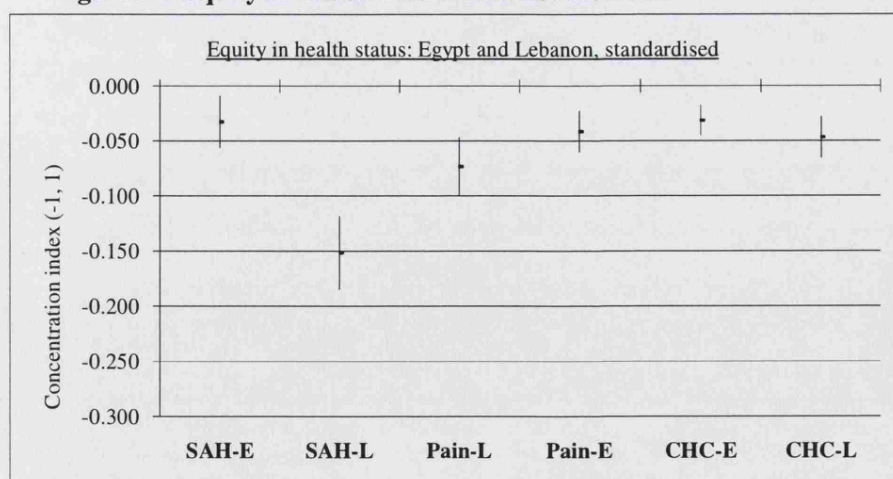 Equity in health status: Egypt and Lebanon, standardised
Concentration index (-1, 1)
0.000
-0.050
-0.100
-0.150
-0.200
-0.250
-0.300
SAH-E SAH-L Pain-L Pain-E CHC-E CHC-L